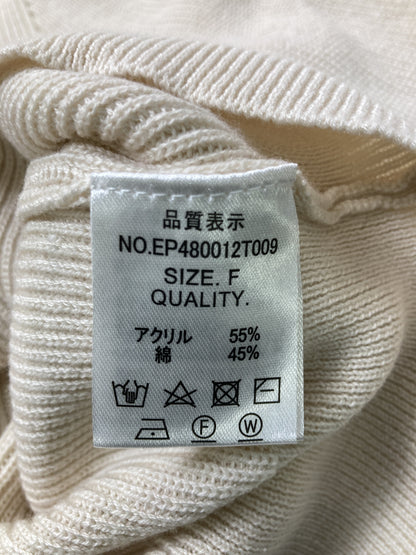 品質表示
NO.EP480012T009
SIZE. F
QUALITY.
アクリル 55%
綿 45%
F W